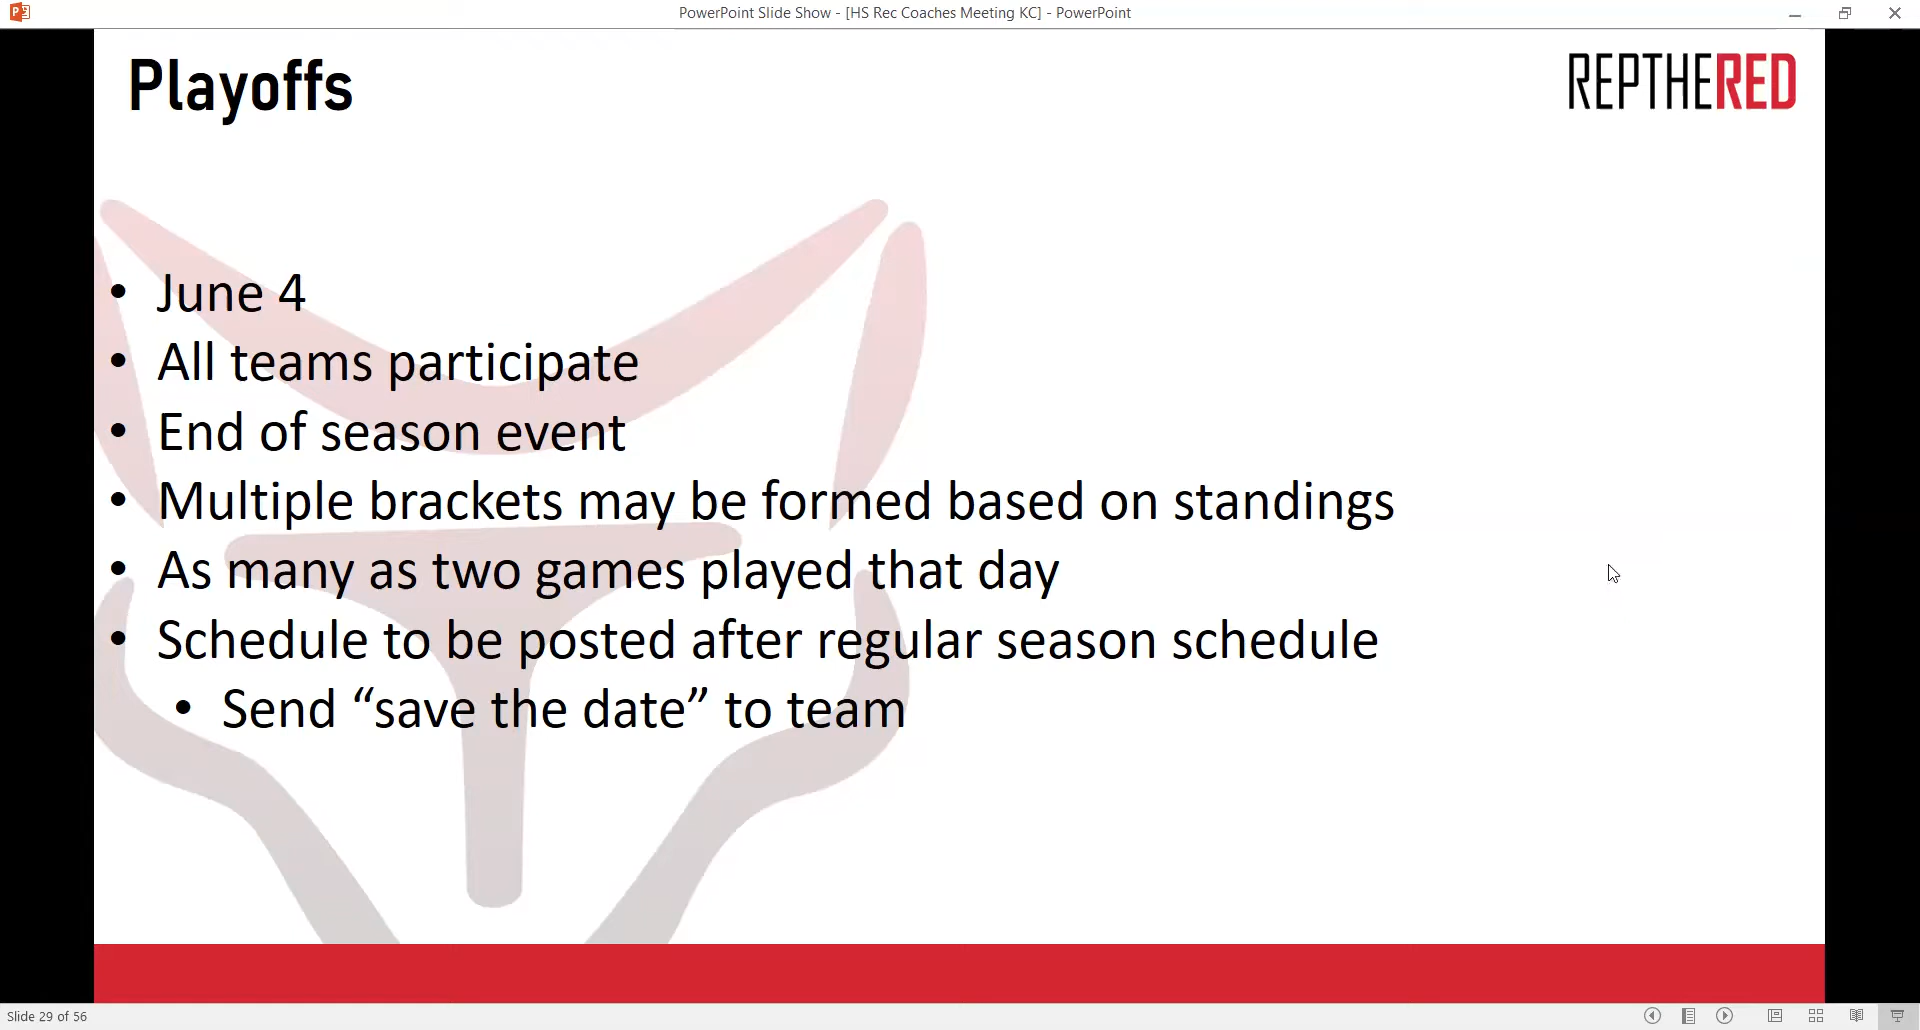 PowerPoint Slide Show - [HS Rec Coaches Meeting KC] - PowerPoint
Playoffs
REPTHERED
• June 4
• All teams participate
• End of season event
• Multiple brackets may be formed based on standings
• As many as two games played that day
• Schedule to be posted after regular season schedule
• Send “save the date” to team
Slide 29 of 56